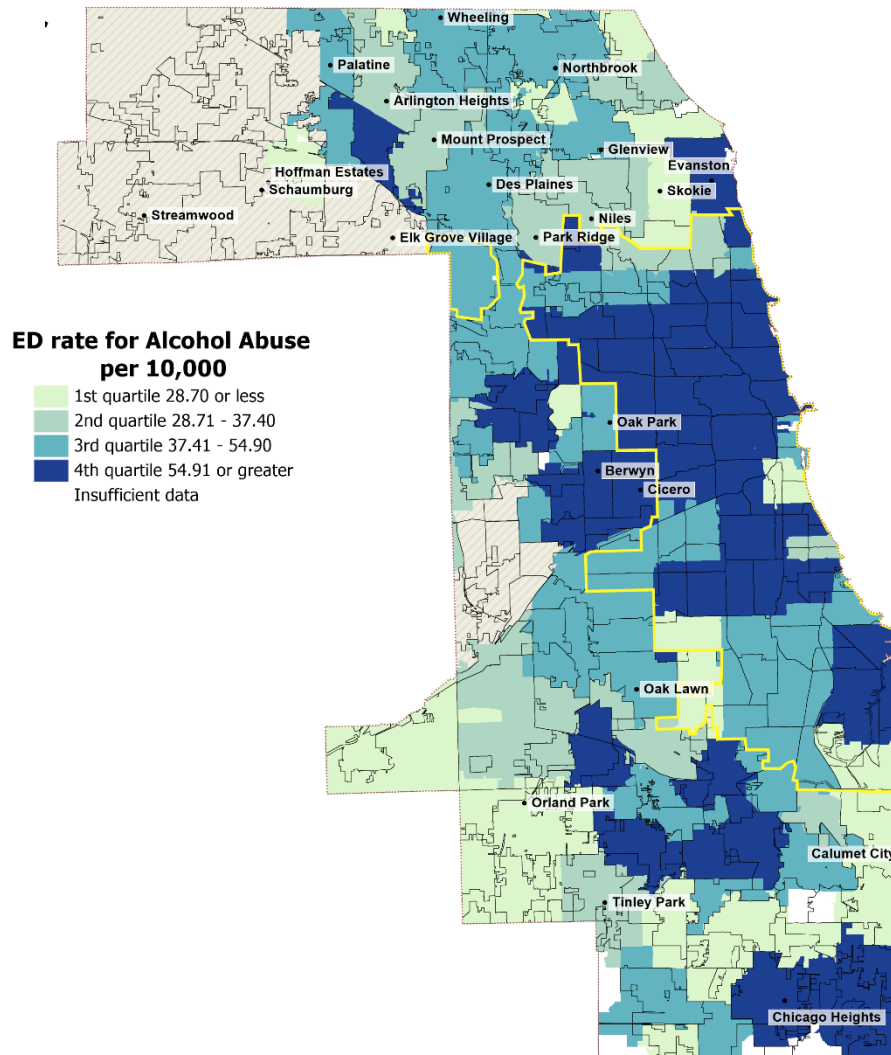 Wheeling
Palatine
Northbrook
Arlington Heights
Mount Prospect
Glenview
Evanston
Hoffman Estates
Des Plaines
Skokie
Schaumburg
Streamwood
Niles
Elk Grove Village
Park Ridge
ED rate for Alcohol Abuse
per 10,000
1st quartile 28.70 or less
2nd quartile 28.71 - 37.40
3rd quartile 37.41 - 54.90
4th quartile 54.91 or greater
Insufficient data
Oak Park
Berwyn
Cicero
Oak Lawn
Orland Park
Calumet City
Tinley Park
Chicago Heights